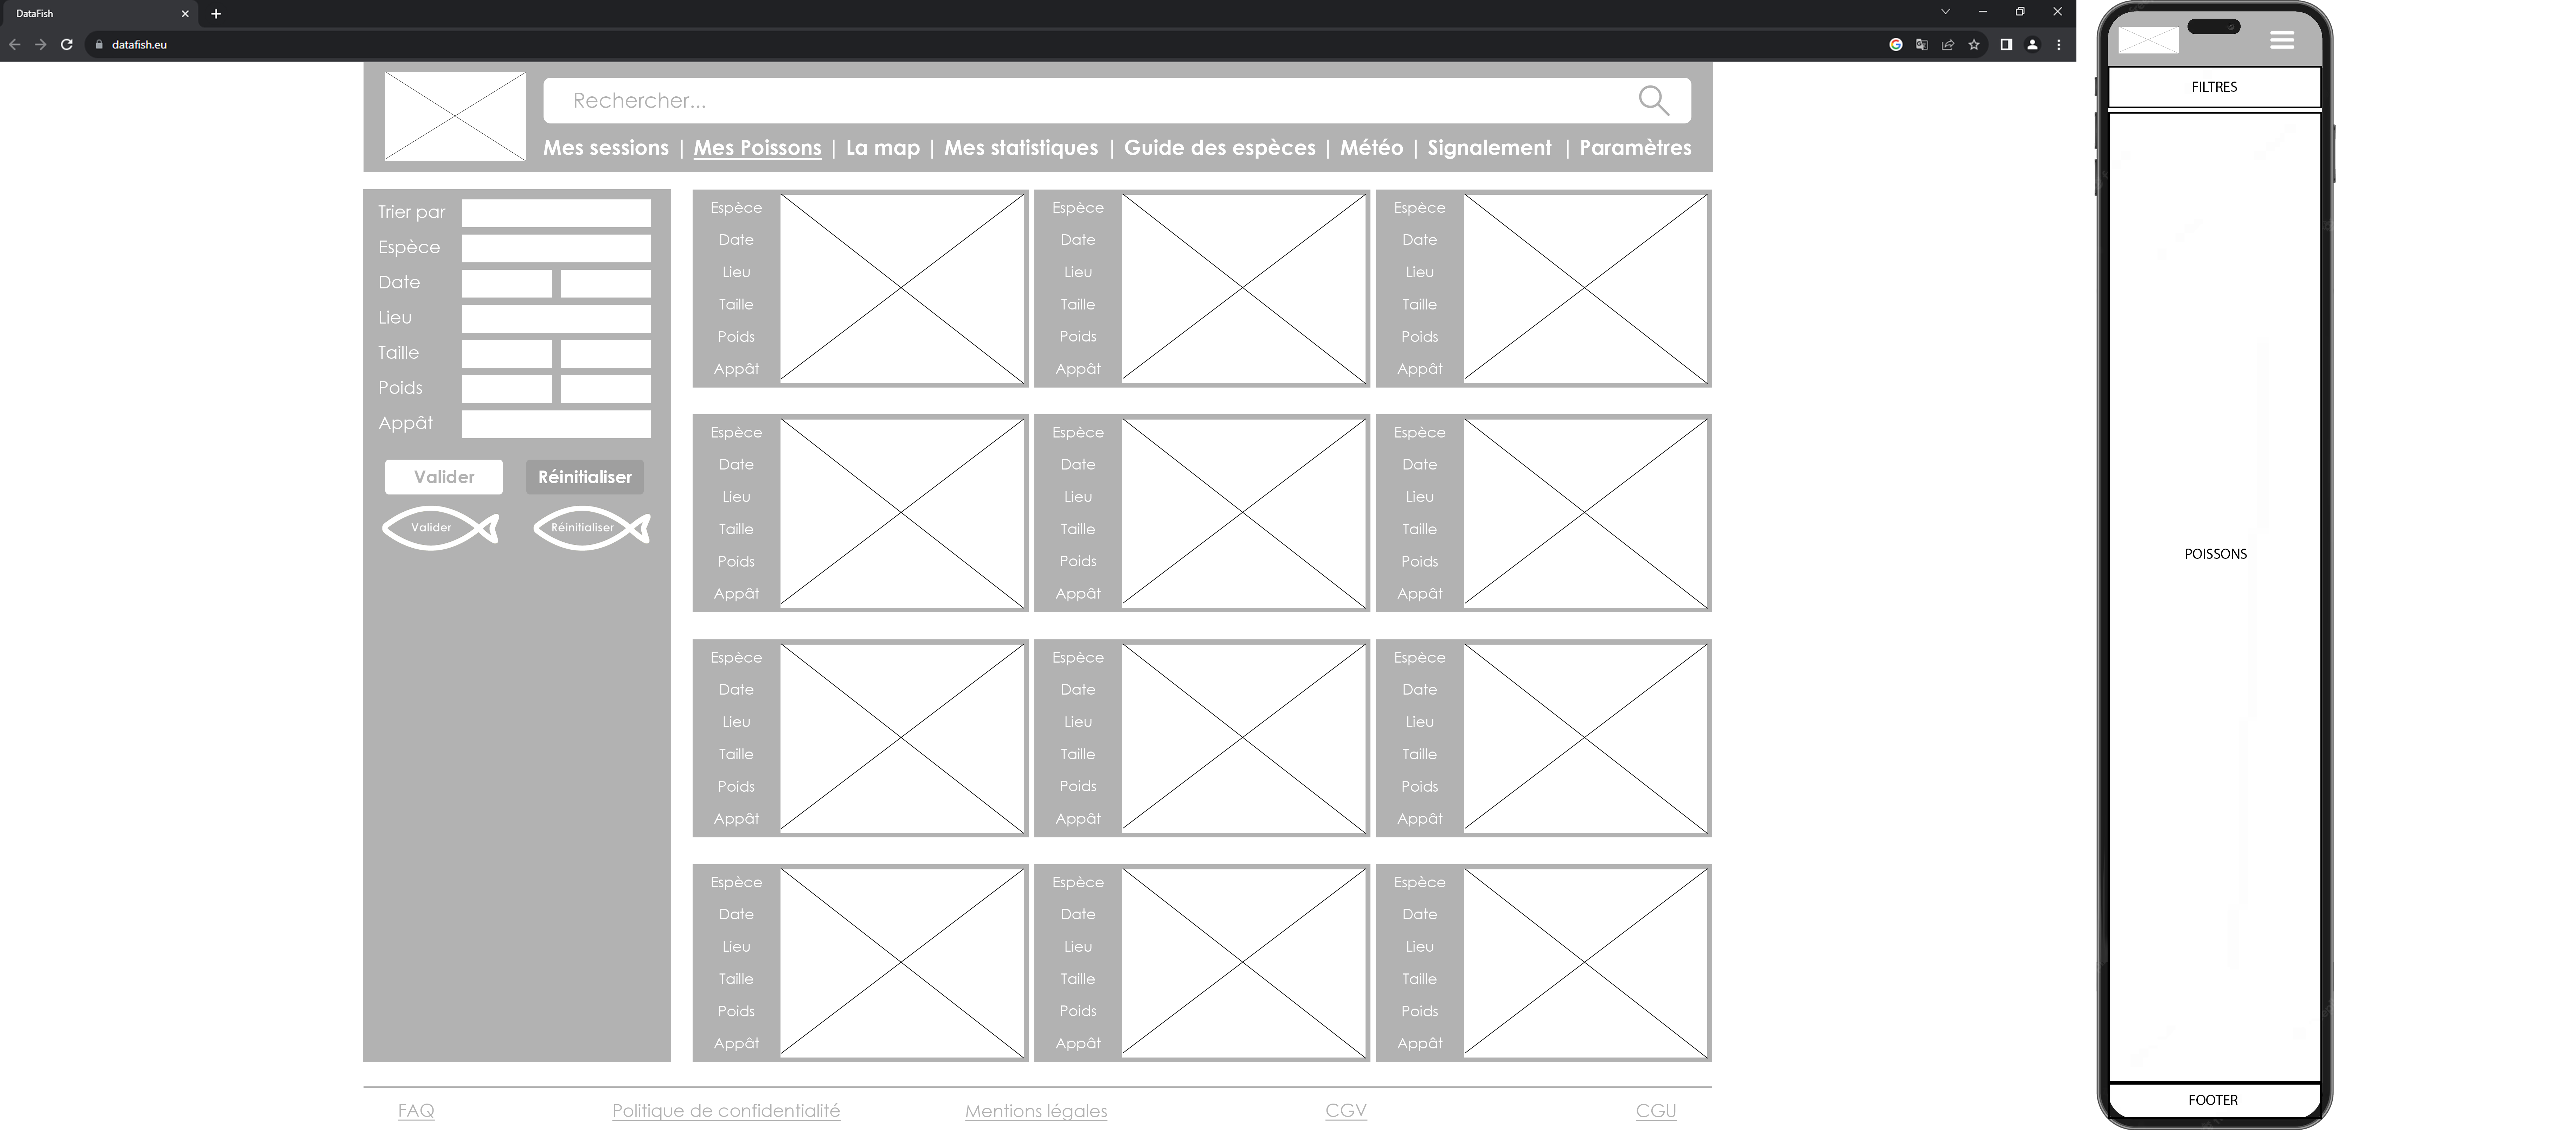 DataFish
datafish.eu
Rechercher...
Mes sessions | Mes Poissons | La map | Mes statistiques | Guide des espèces | Météo | Signalement | Paramètres
Trier par
Espèce
Date
Lieu
Taille
Poids
Appât
Valider Réinitialiser
Valider Réinitialiser
Espèce
Date
Lieu
Taille
Poids
Appât
Espèce
Date
Lieu
Taille
Poids
Appât
Espèce
Date
Lieu
Taille
Poids
Appât
Espèce
Date
Lieu
Taille
Poids
Appât
Espèce
Date
Lieu
Taille
Poids
Appât
Espèce
Date
Lieu
Taille
Poids
Appât
Espèce
Date
Lieu
Taille
Poids
Appât
Espèce
Date
Lieu
Taille
Poids
Appât
Espèce
Date
Lieu
Taille
Poids
Appât
Espèce
Date
Lieu
Taille
Poids
Appât
Espèce
Date
Lieu
Taille
Poids
Appât
Espèce
Date
Lieu
Taille
Poids
Appât
FAQ Politique de confidentialité Mentions légales CGV CGU
FILTRES
POISSONS
FOOTER